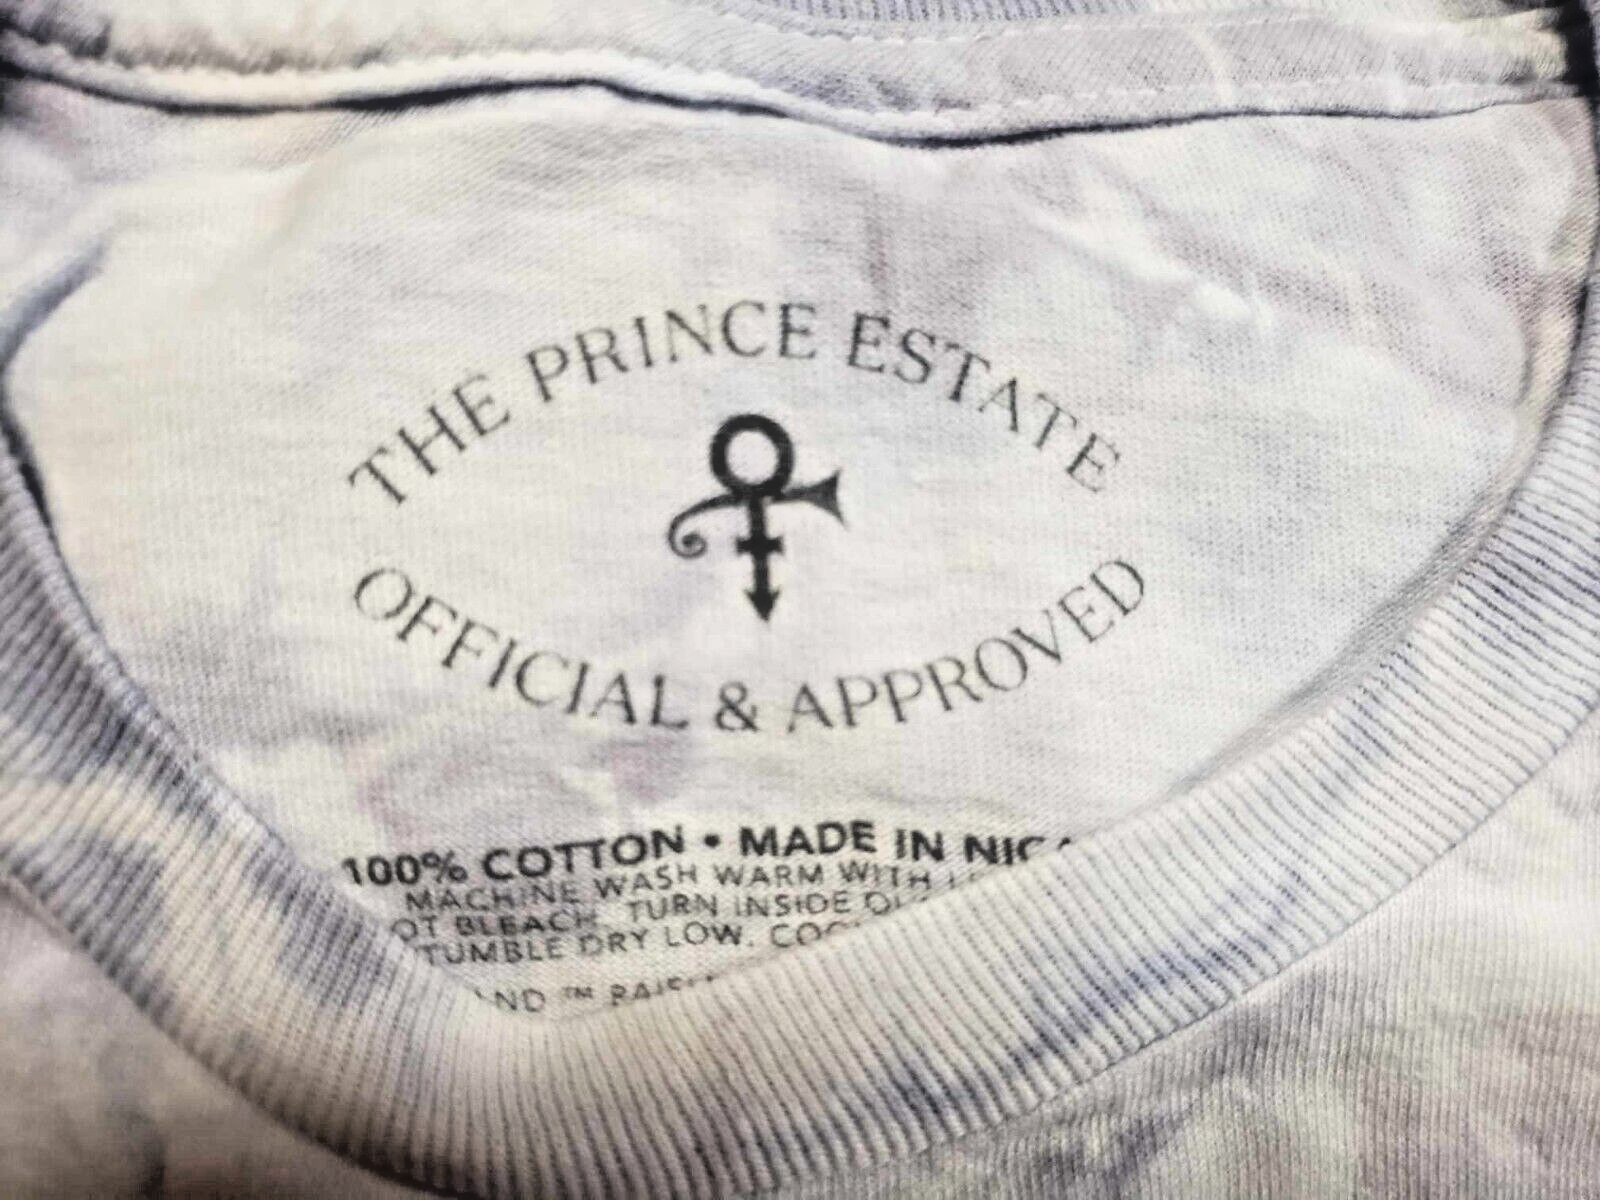 THE PRINCE ESTATE
OFFICIAL & APPROVED
100% COTTON • MADE IN
MACHINE WASH WARM WITH
BLEACH. TURN INSIDE
TUMBLE DRY LOW.